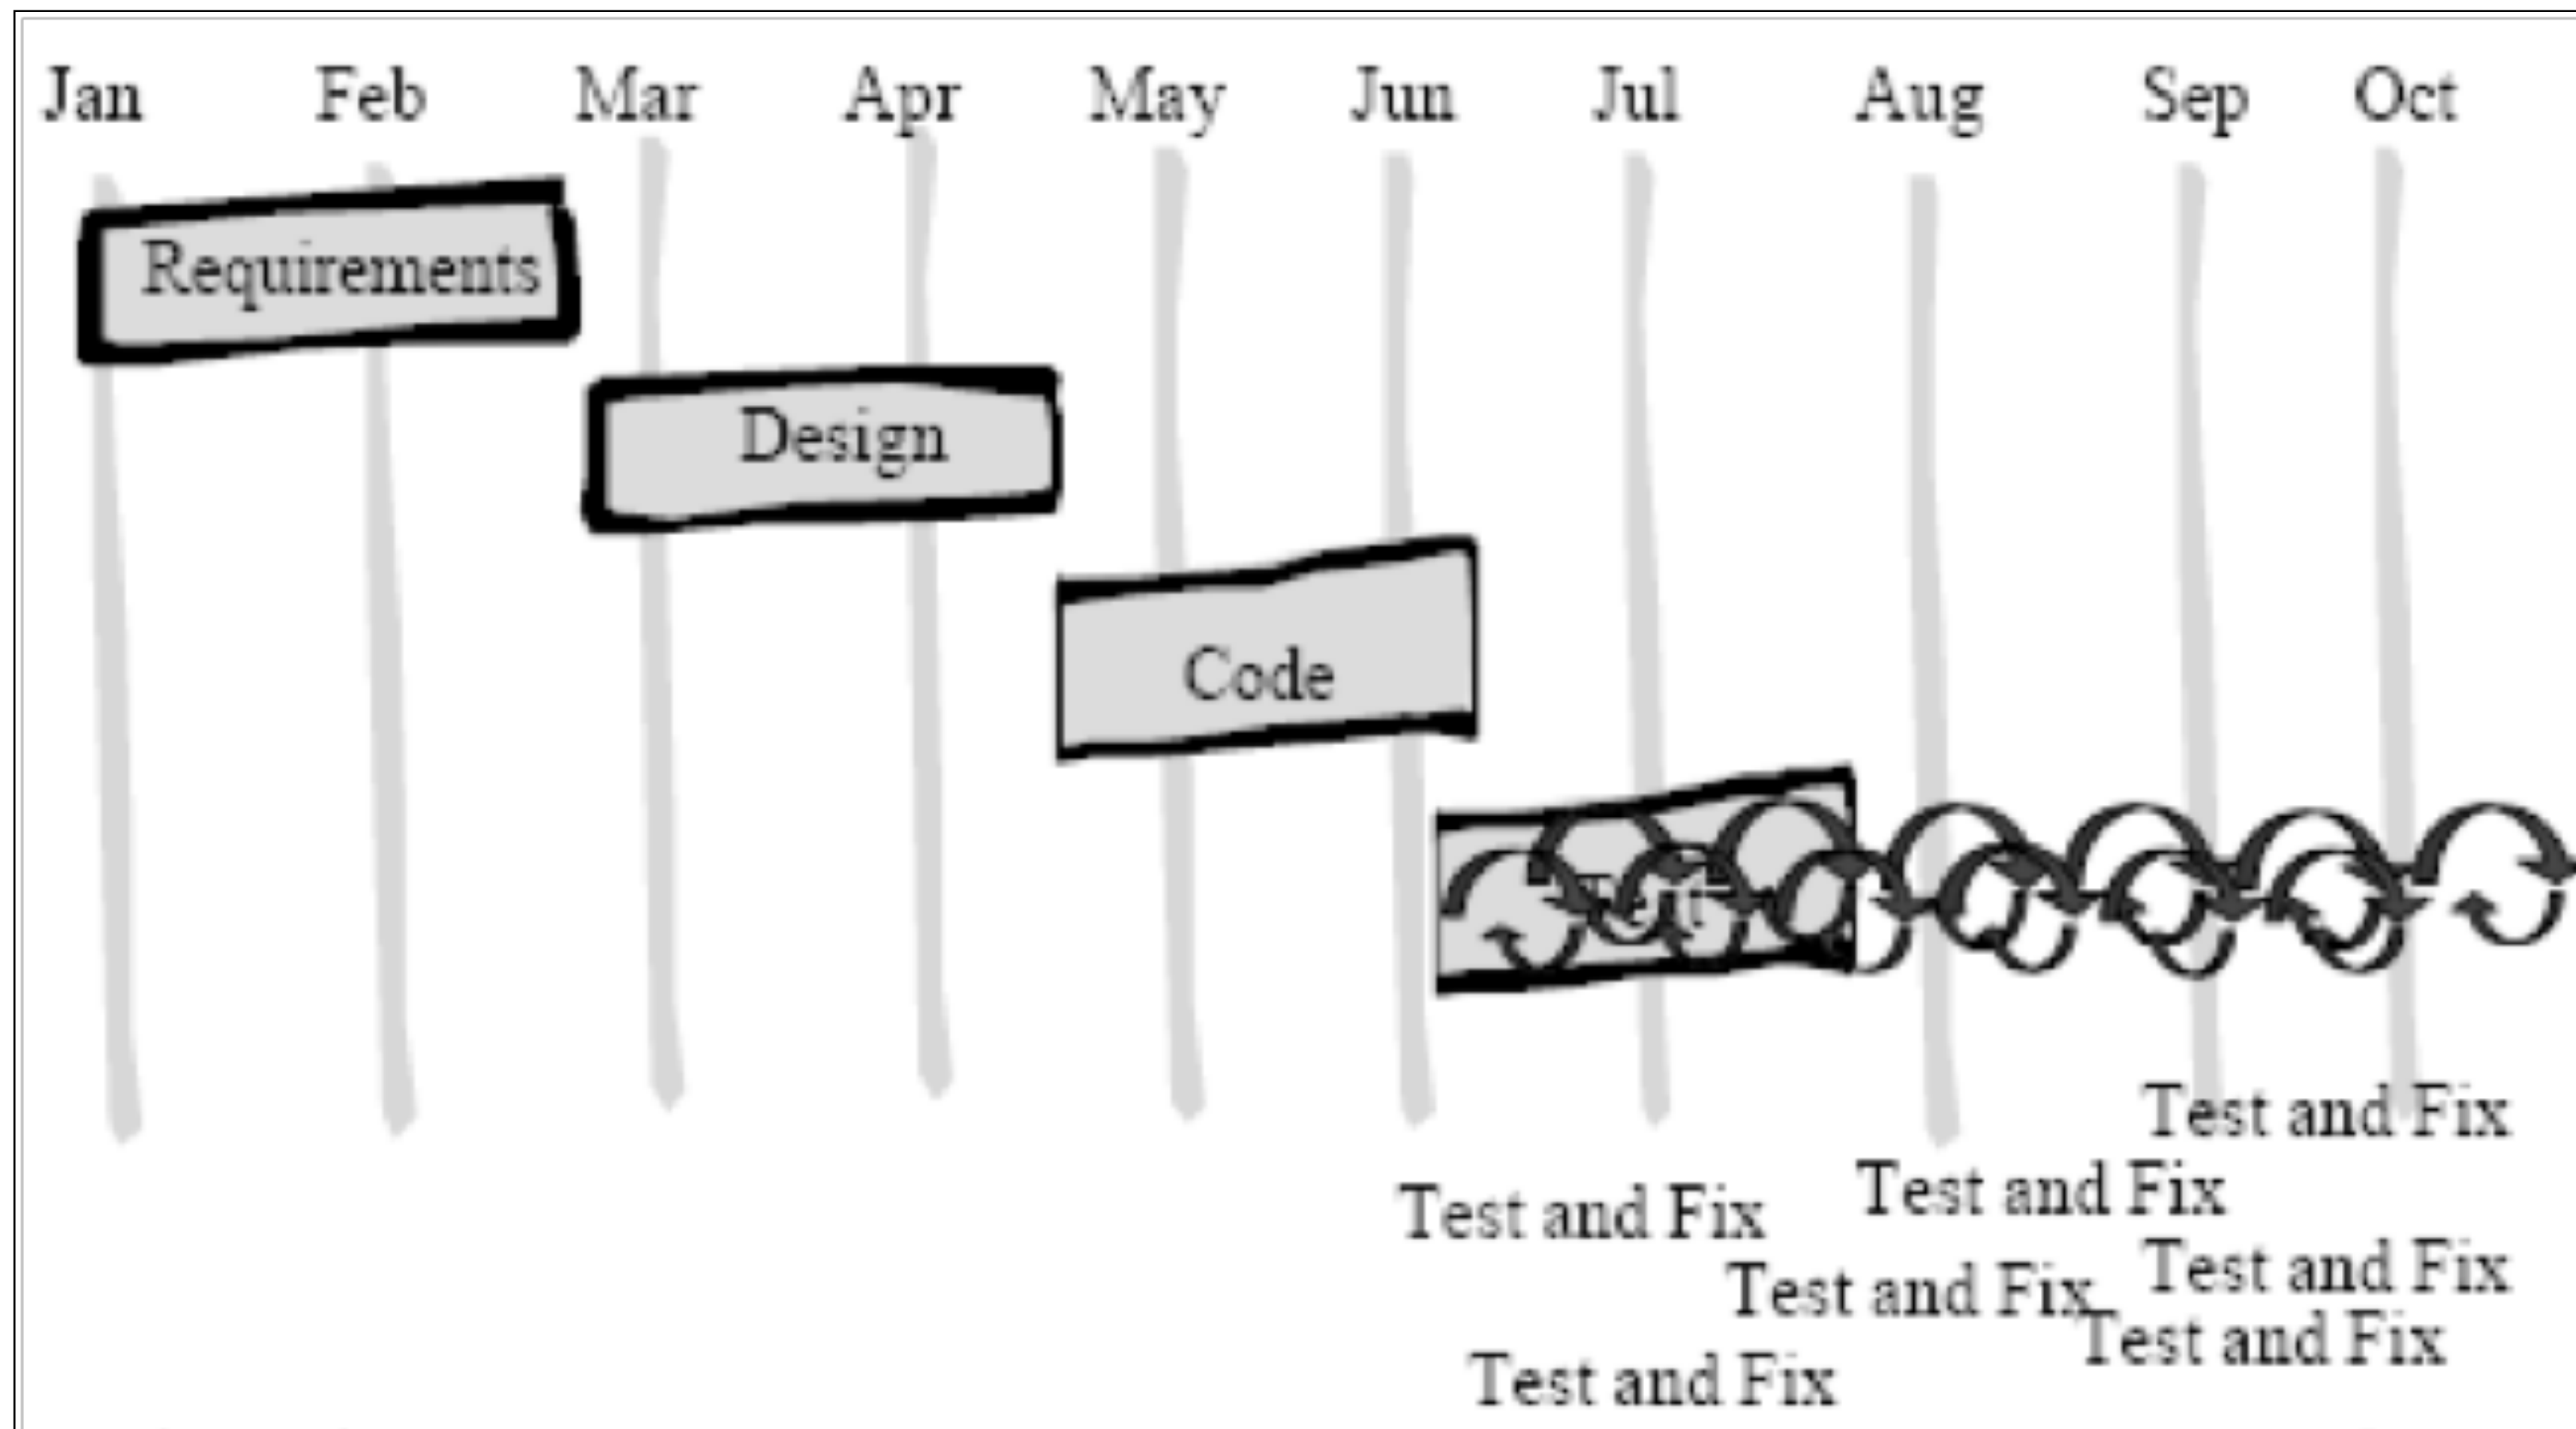 Jan Feb Mar Apr May Jun Jul Aug Sep Oct
Requirements
Design
Code
Test and Fix
Test and Fix
Test and Fix
Test and Fix
Test and Fix
Test and Fix
Test and Fix